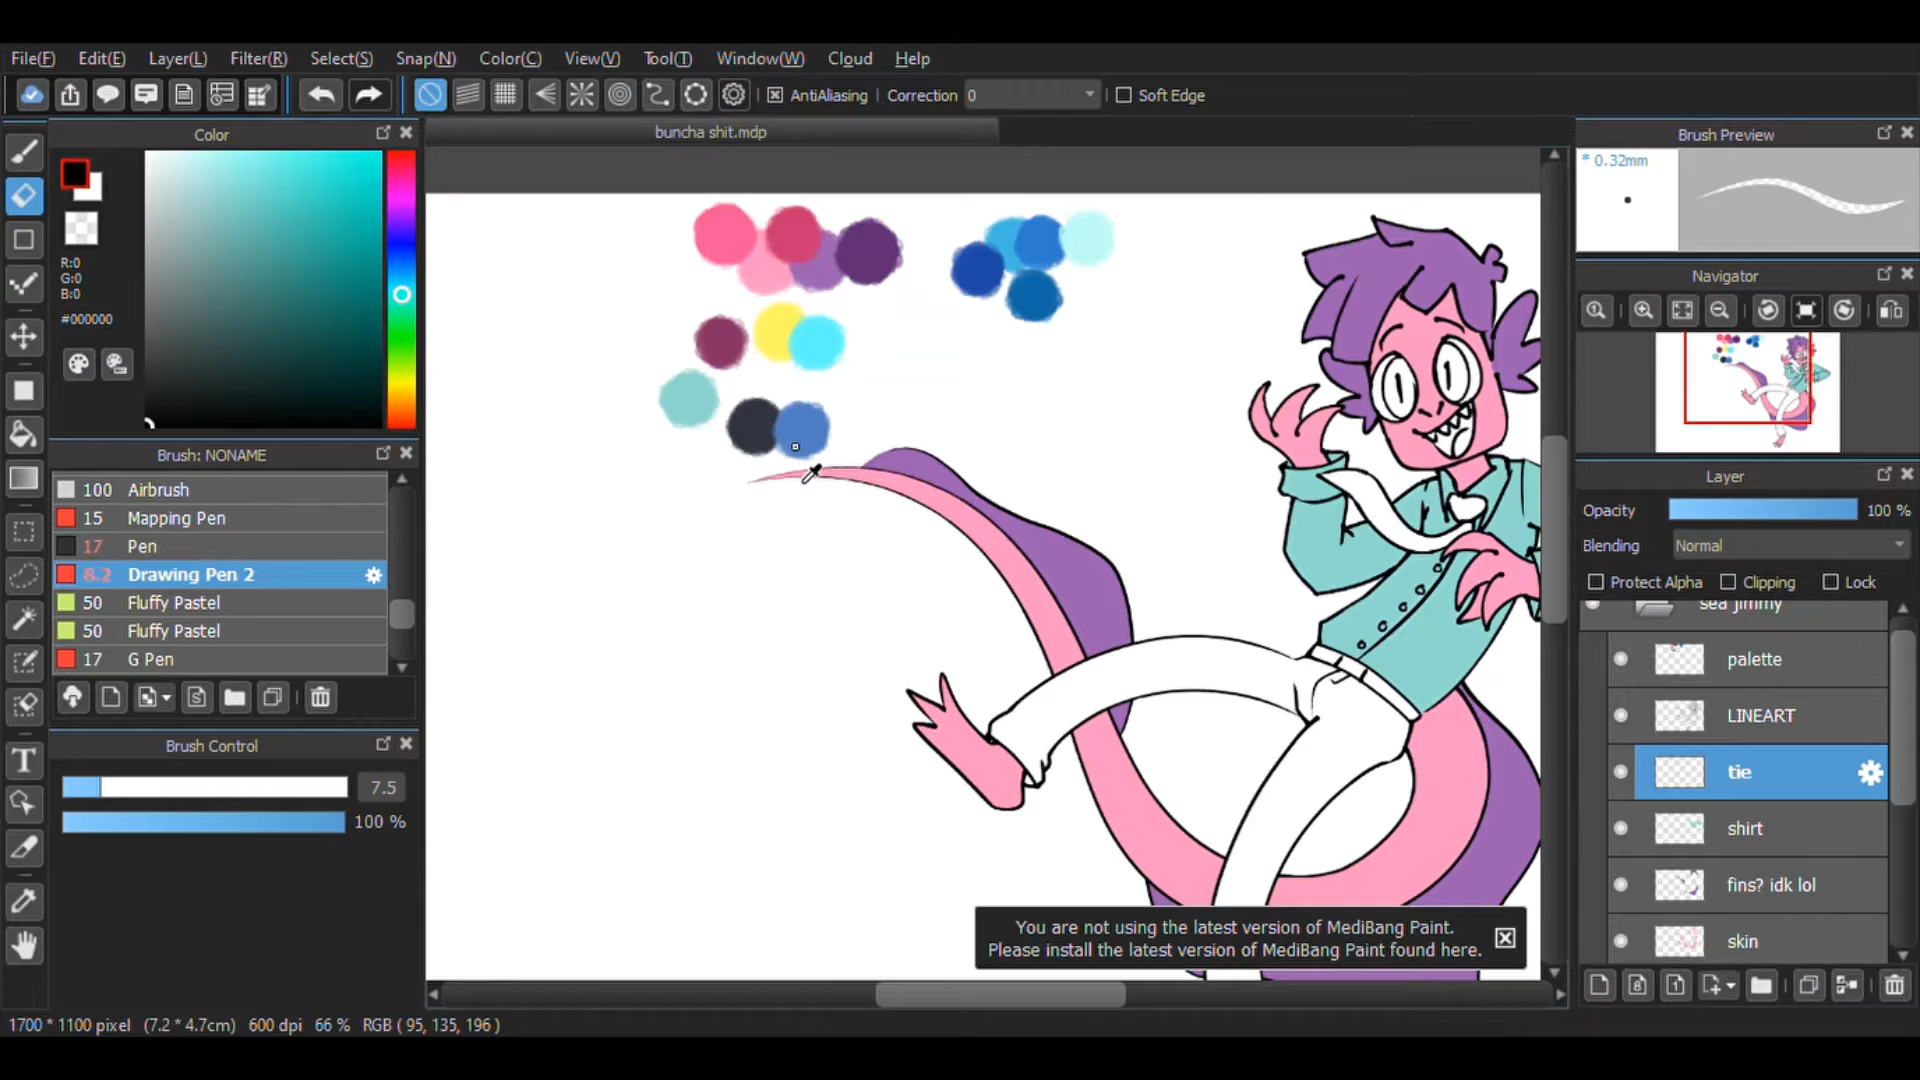 File(F) Edit(E) Layer(L) Filter(R) Select(S) Snap(N) Color(C) View(V) Tool(T) Window(W) Cloud Help
AntiAliasing Correction 0 Soft Edge
Color
buncha shit.mdp
Brush Preview
* 0.32mm
R:0
G:0
B:0
#000000
Navigator
Brush: NONAME
100 Airbrush
15 Mapping Pen
17 Pen
8.2 Drawing Pen 2
50 Fluffy Pastel
50 Fluffy Pastel
17 G Pen
Layer
Opacity 100 %
Blending Normal
Protect Alpha Clipping Lock
sea jimmy
palette
LINEART
tie
shirt
fins? idk lol
skin
Brush Control
7.5
100 %
You are not using the latest version of MediBang Paint.
Please install the latest version of MediBang Paint found here.
1700 * 1100 pixel (7.2 * 4.7cm) 600 dpi 66 % RGB ( 95, 135, 196 )